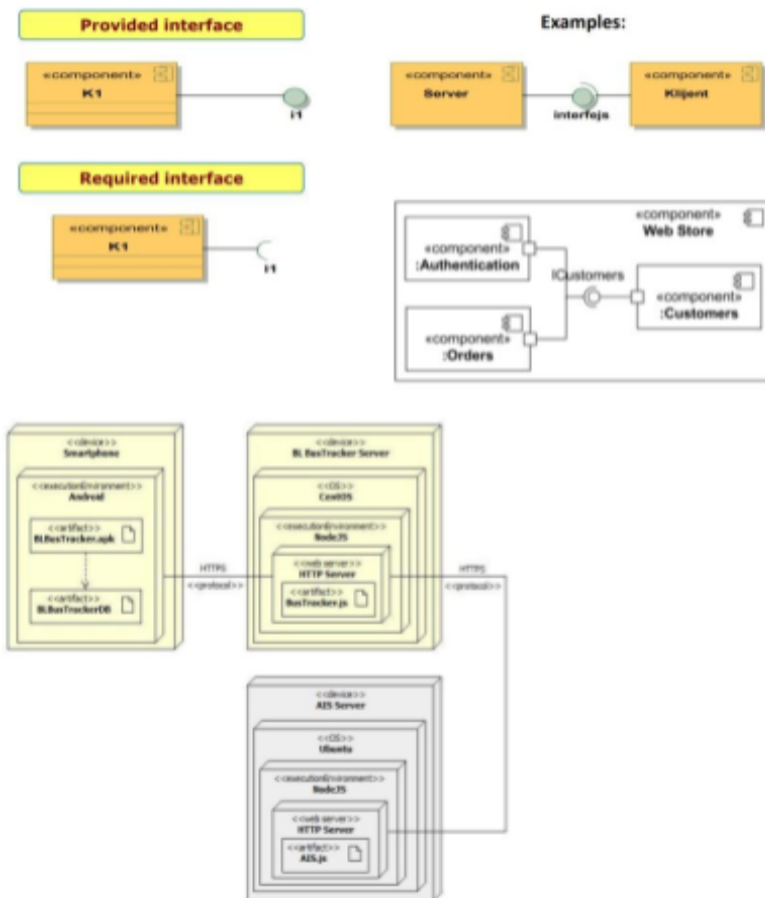 Provided interface
Examples:
«component»
K1
i1
«component»
Server
interfejs
«component»
Klijent
Required interface
«component»
K1
i1
«component»
Web Store
«component»
:Authentication
ICustomers
«component»
:Customers
«component»
:Orders
<<device>>
Smartphone
<<executionEnvironment>>
Android
<<artifact>>
BLBusTracker.apk
<<artifact>>
BLBusTrackerDB
HTTPS
<<protocol>>
<<device>>
BL BusTracker Server
<<OS>>
CentOS
<<executionEnvironment>>
NodeJS
<<web server>>
HTTP Server
<<artifact>>
BusTracker.js
HTTPS
<<protocol>>
<<device>>
AIS Server
<<OS>>
Ubuntu
<<executionEnvironment>>
NodeJS
<<web server>>
HTTP Server
<<artifact>>
AIS.js